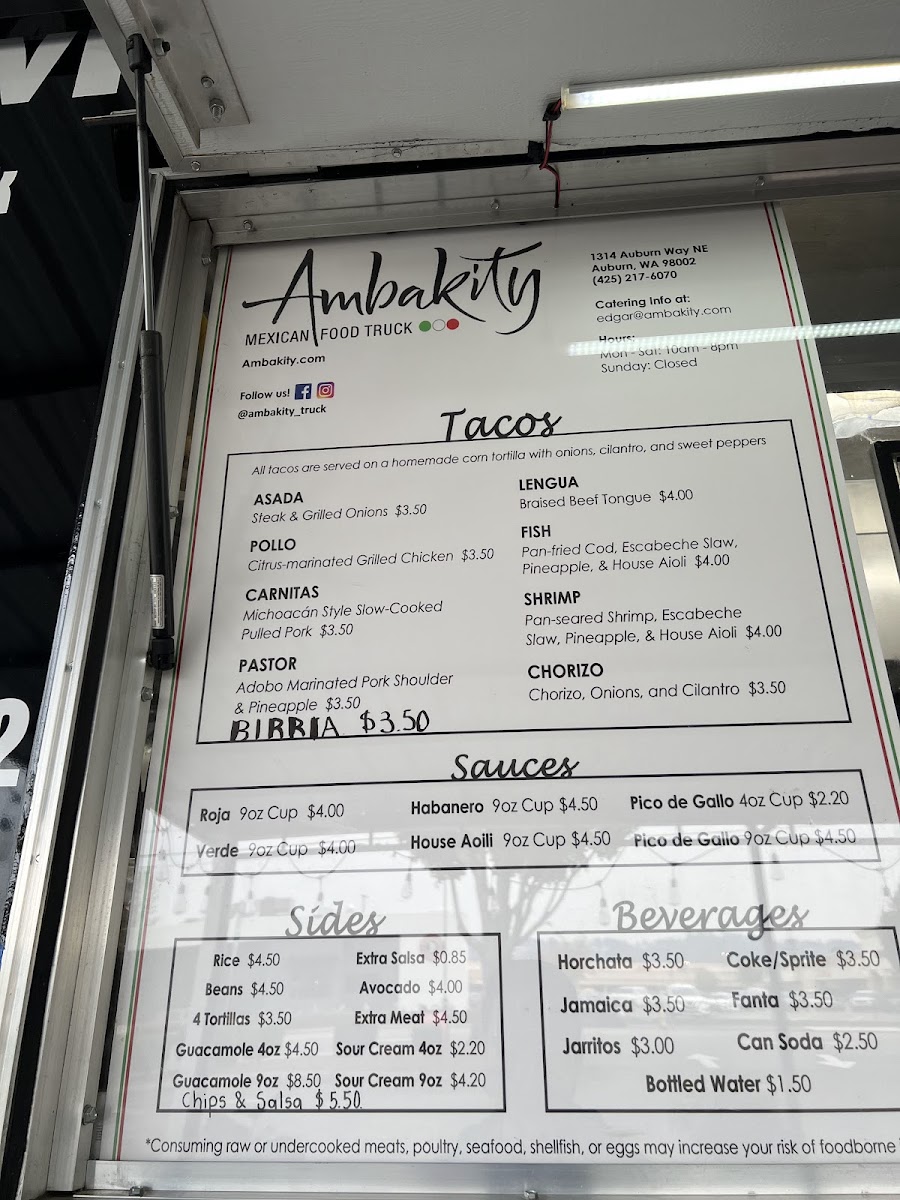 Ambakity
MEXICAN FOOD TRUCK
Ambakity.com
Follow us!
@ambakity_truck
1314 Auburn Way NE
Auburn, WA 98002
(425) 217-6070
Catering Info at:
edgar@ambakity.com
Hours:
Mon - Sat: 10am - 8pm
Sunday: Closed
Tacos
All tacos are served on a homemade corn tortilla with onions, cilantro, and sweet peppers
ASADA
Steak & Grilled Onions $3.50
POLLO
Citrus-marinated Grilled Chicken $3.50
CARNITAS
Michoacán Style Slow-Cooked
Pulled Pork $3.50
PASTOR
Adobo Marinated Pork Shoulder
& Pineapple $3.50
BIRRIA $3.50
LENGUA
Braised Beef Tongue $4.00
FISH
Pan-fried Cod, Escabeche Slaw,
Pineapple, & House Aioli $4.00
SHRIMP
Pan-seared Shrimp, Escabeche
Slaw, Pineapple, & House Aioli $4.00
CHORIZO
Chorizo, Onions, and Cilantro $3.50
Sauces
Roja 9oz Cup $4.00
Habanero 9oz Cup $4.50
Pico de Gallo 4oz Cup $2.20
Verde 9oz Cup $4.00
House Aoili 9oz Cup $4.50
Pico de Gallo 9oz Cup $4.50
Sides
Rice $4.50
Extra Salsa $0.85
Beans $4.50
Avocado $4.00
4 Tortillas $3.50
Extra Meat $4.50
Guacamole 4oz $4.50
Sour Cream 4oz $2.20
Guacamole 9oz $8.50
Sour Cream 9oz $4.20
Chips & Salsa $5.50
Beverages
Horchata $3.50
Coke/Sprite $3.50
Jamaica $3.50
Fanta $3.50
Jarritos $3.00
Can Soda $2.50
Bottled Water $1.50
*Consuming raw or undercooked meats, poultry, seafood, shellfish, or eggs may increase your risk of foodborne